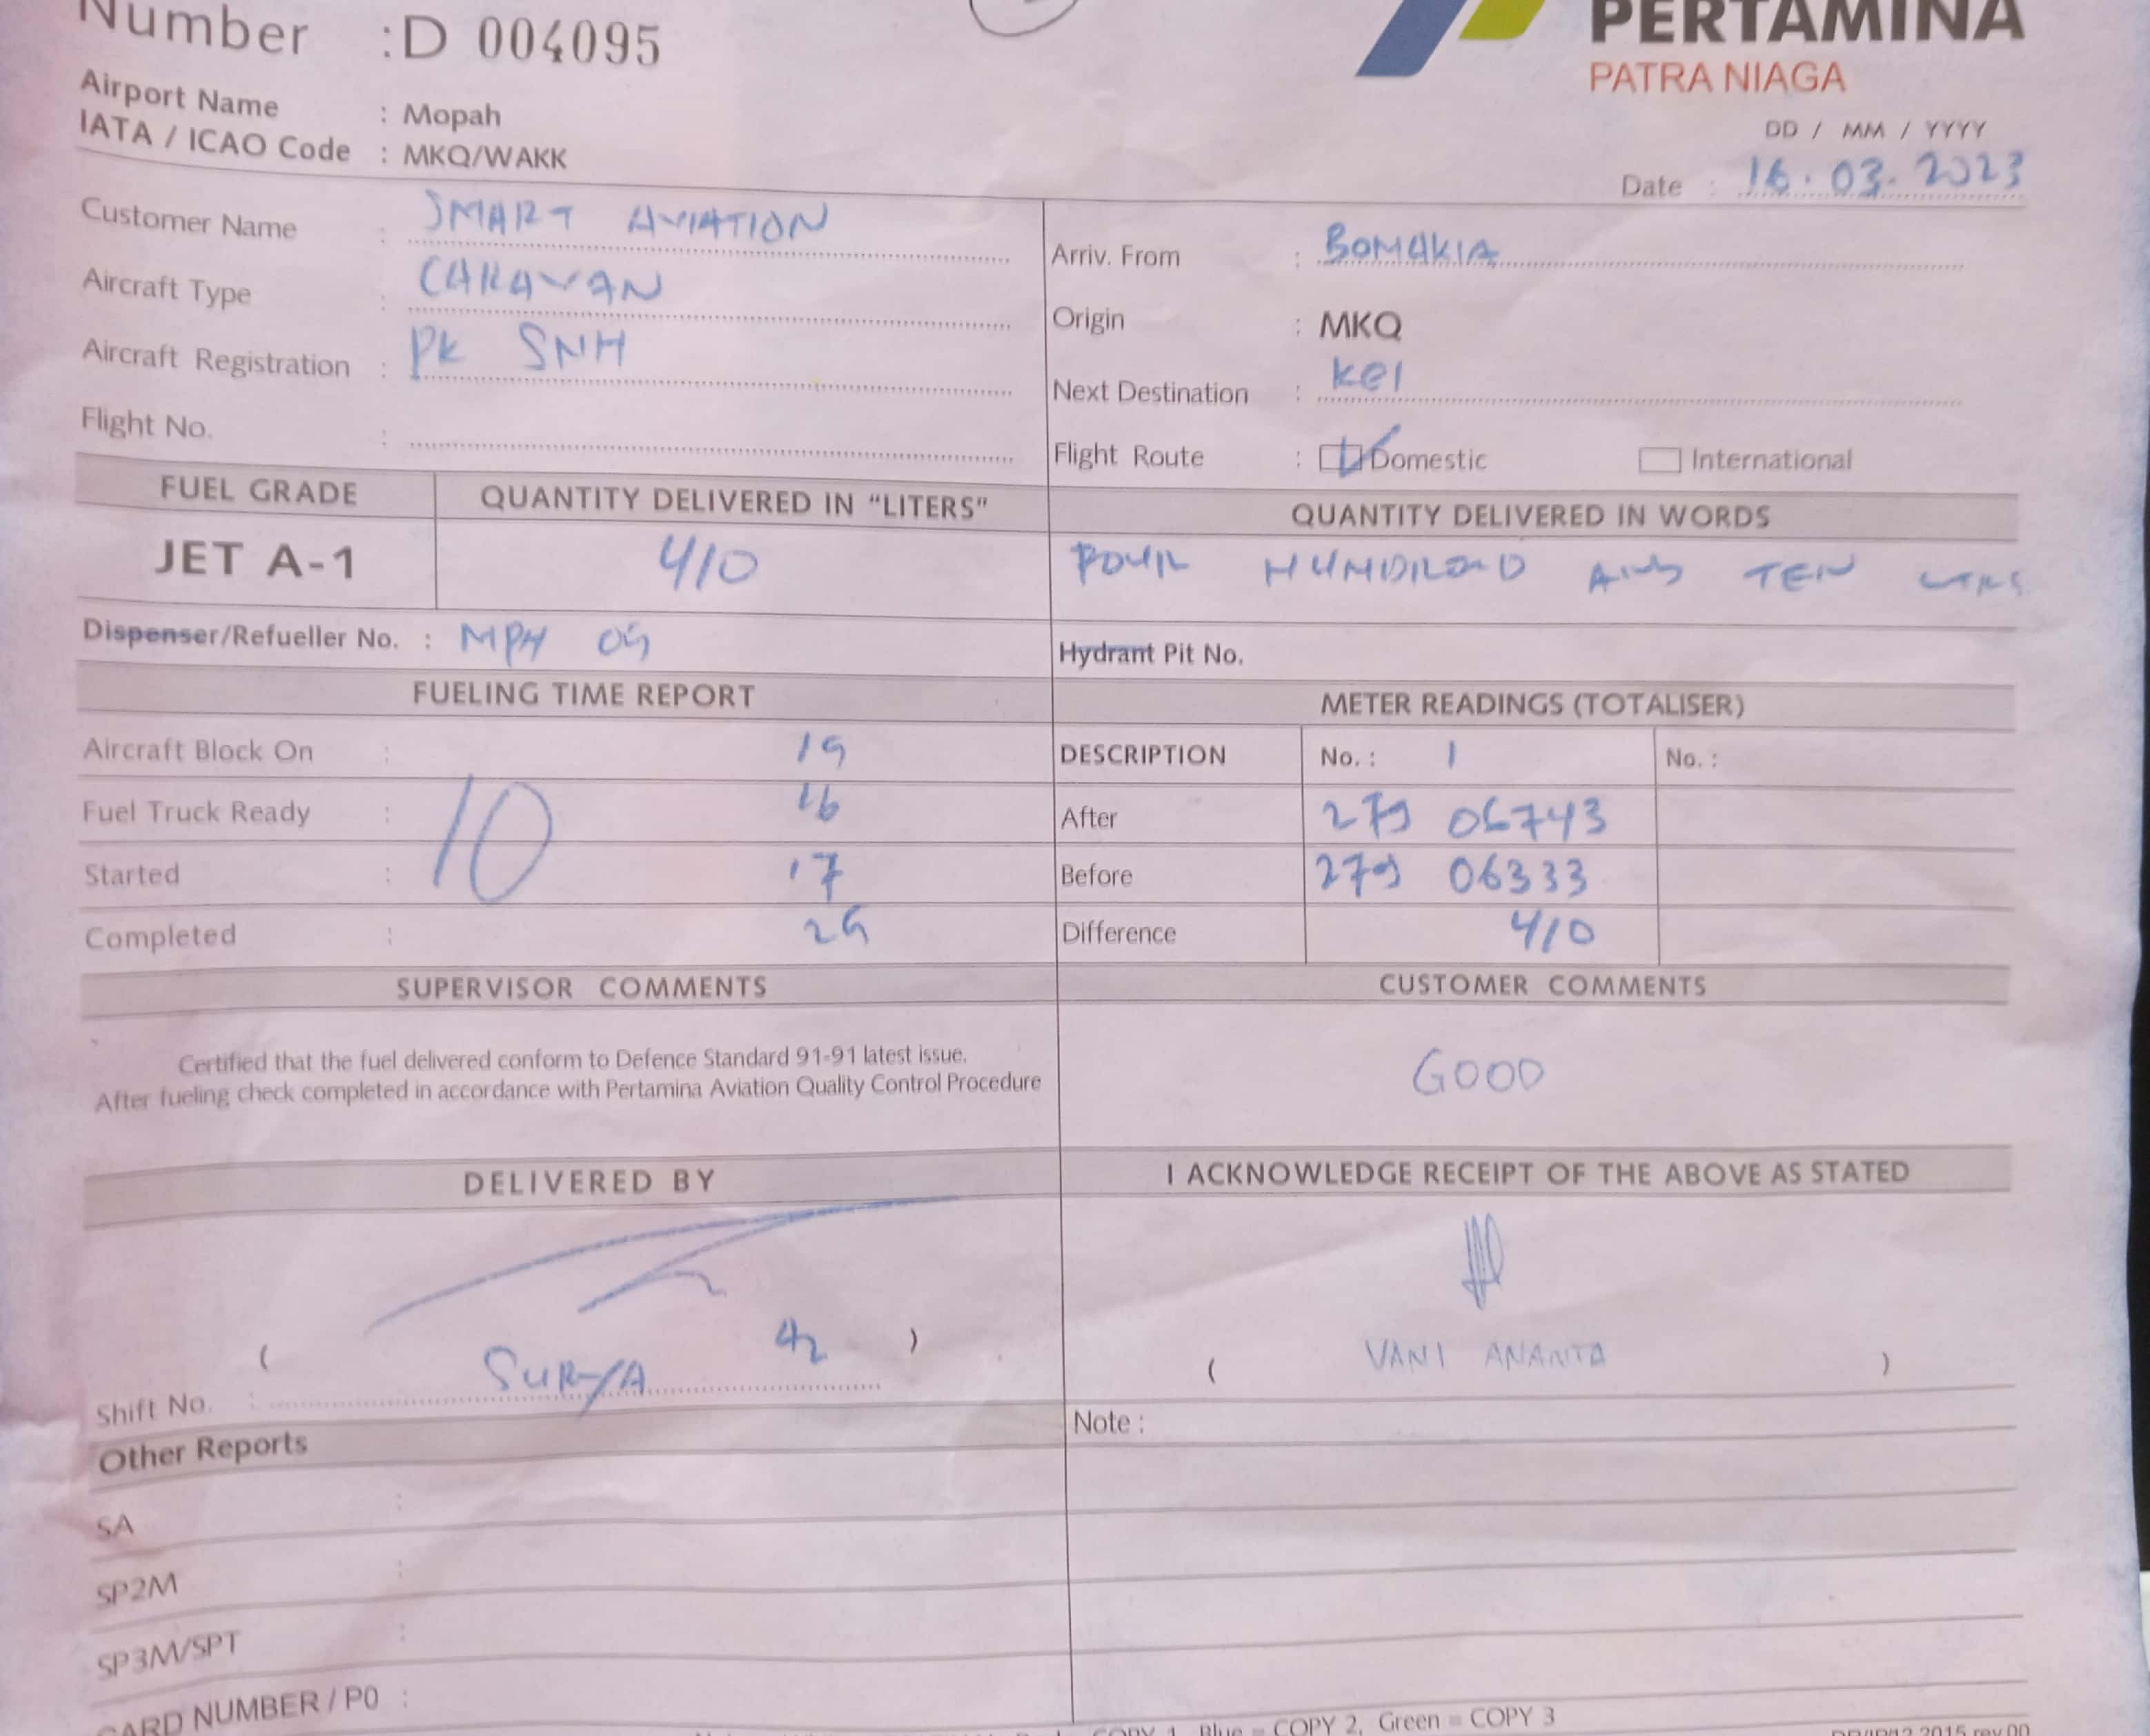 Number : D 004095
PERTAMINA
PATRA NIAGA
Airport Name : Mopah
IATA / ICAO Code : MKQ/WAKK
DD / MM / YYYY
Date : 16.03.2023
Customer Name : SMART AVIATION
Aircraft Type : CARAVAN
Aircraft Registration : PK SNH
Flight No. :
Arriv. From : BOMAKIA
Origin : MKQ
Next Destination : KEI
Flight Route : Domestic International
FUEL GRADE QUANTITY DELIVERED IN “LITERS” QUANTITY DELIVERED IN WORDS
JET A-1 410 FOUR HUNDRED AND TEN LTRS
Dispenser/Refueller No. : MPH Hydrant Pit No.
FUELING TIME REPORT METER READINGS (TOTALISER)
Aircraft Block On : DESCRIPTION No. : 1 No. :
Fuel Truck Ready : 10 16 After 279 06743
Started : 17 Before 279 06333
Completed : Difference 410
SUPERVISOR COMMENTS CUSTOMER COMMENTS
Certified that the fuel delivered conform to Defence Standard 91-91 latest issue.
After fueling check completed in accordance with Pertamina Aviation Quality Control Procedure
GOOD
DELIVERED BY I ACKNOWLEDGE RECEIPT OF THE ABOVE AS STATED
( 42 )
( VANI ANANTA )
Shift No. : SURYA
Note :
Other Reports
SA :
SP2M :
SP3M/SPT :
CARD NUMBER / P0 :
COPY 1, Blue = COPY 2, Green = COPY 3
2015 rev.00